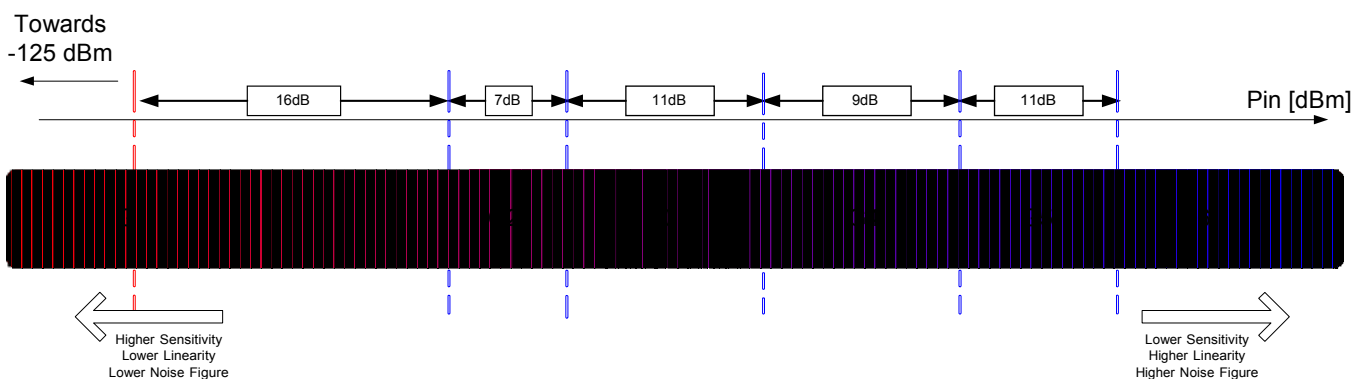 Towards
-125 dBm
16dB
7dB
11dB
9dB
11dB
Pin [dBm]
Higher Sensitivity
Lower Linearity
Lower Noise Figure
Lower Sensitivity
Higher Linearity
Higher Noise Figure